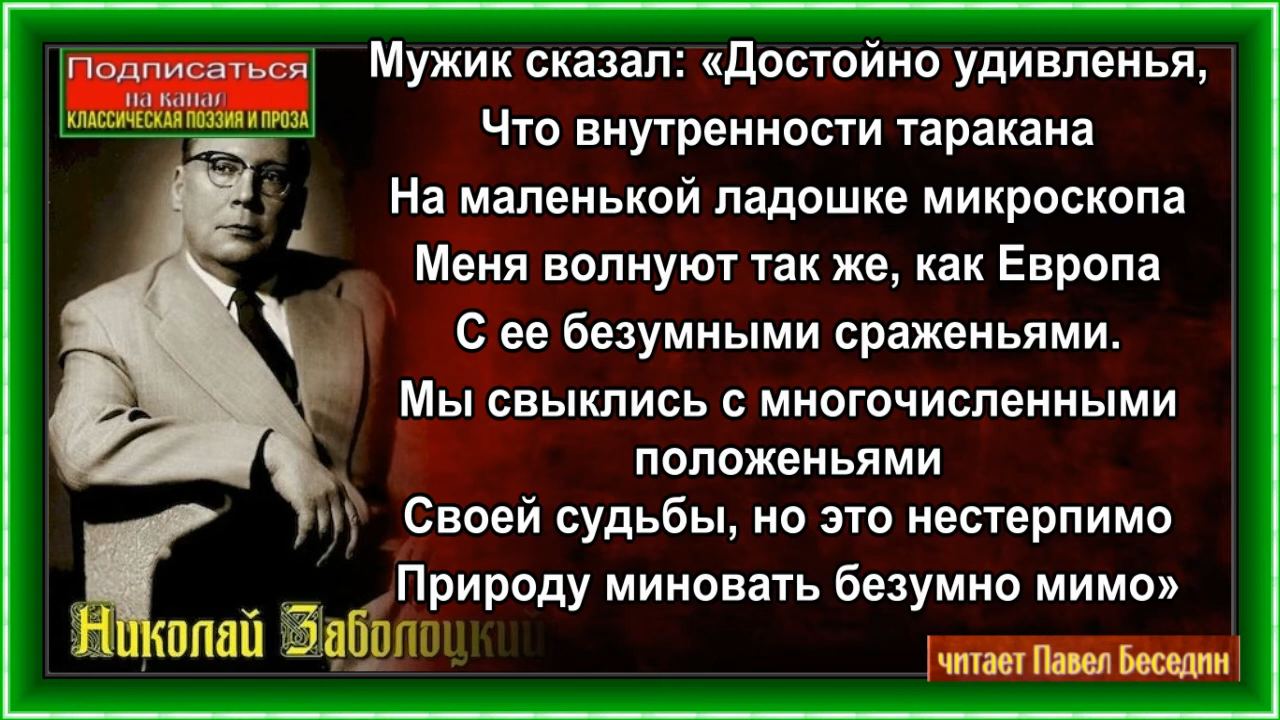 Подписаться
на канал
КЛАССИЧЕСКАЯ ПОЭЗИЯ И ПРОЗА
Мужик сказал: «Достойно удивленья,
Что внутренности таракана
На маленькой ладошке микроскопа
Меня волнуют так же, как Европа
С ее безумными сраженьями.
Мы свыклись с многочисленными
положеньями
Своей судьбы, но это нестерпимо
Природу миновать безумно мимо»
Николай Заболоцкий
читает Павел Беседин